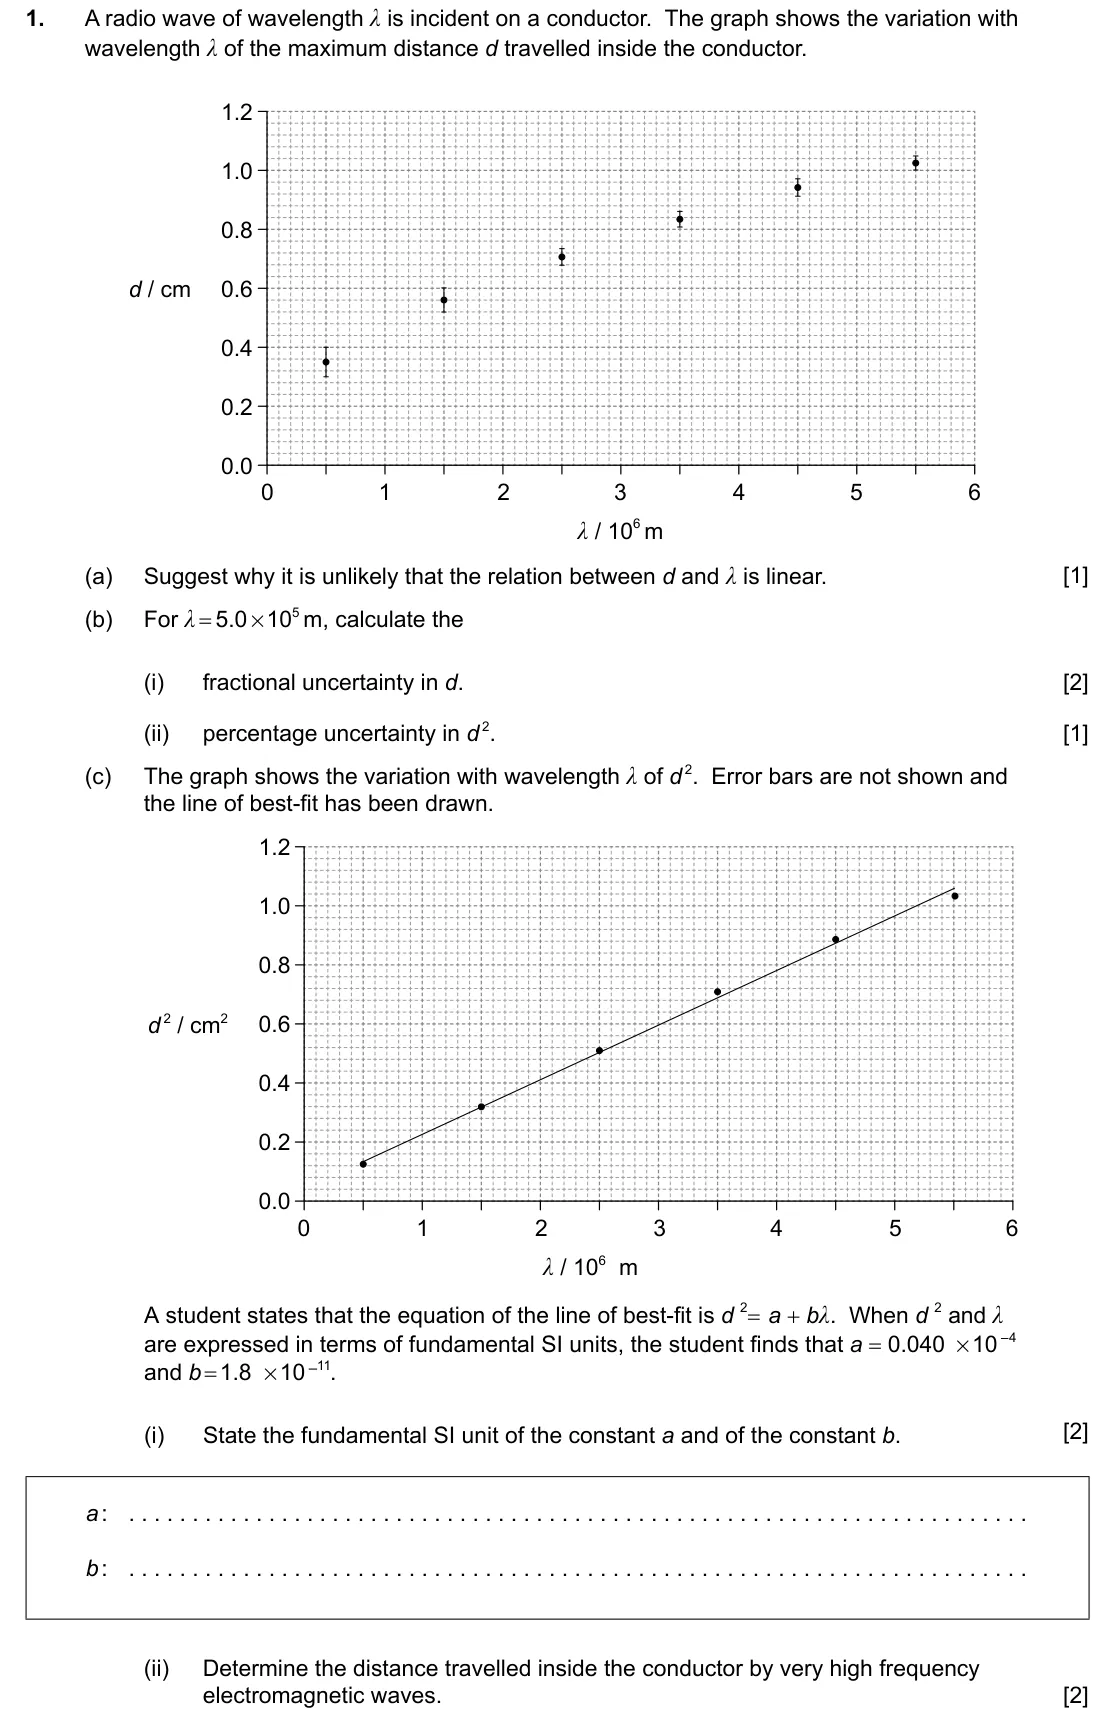 1. A radio wave of wavelength λ is incident on a conductor. The graph shows the variation with
wavelength λ of the maximum distance d travelled inside the conductor.
1.2
1.0
0.8
d / cm 0.6
0.4
0.2
0.0
0 1 2 3 4 5 6
λ / 10⁶ m
(a) Suggest why it is unlikely that the relation between d and λ is linear. [1]
(b) For λ = 5.0 × 10⁵ m, calculate the
(i) fractional uncertainty in d. [2]
(ii) percentage uncertainty in d². [1]
(c) The graph shows the variation with wavelength λ of d². Error bars are not shown and
the line of best-fit has been drawn.
1.2
1.0
0.8
d² / cm² 0.6
0.4
0.2
0.0
0 1 2 3 4 5 6
λ / 10⁶ m
A student states that the equation of the line of best-fit is d² = a + bλ. When d² and λ
are expressed in terms of fundamental SI units, the student finds that a = 0.040 × 10⁻⁴
and b = 1.8 × 10⁻¹¹.
(i) State the fundamental SI unit of the constant a and of the constant b. [2]
a: . . . . . . . . . . . . . . . . . . . . . . . . . . . . . . . . . . . . . . . . . . . . . . . . . . . . . . . . . . . . . . . . . . . . . .
b: . . . . . . . . . . . . . . . . . . . . . . . . . . . . . . . . . . . . . . . . . . . . . . . . . . . . . . . . . . . . . . . . . . . . . .
(ii) Determine the distance travelled inside the conductor by very high frequency
electromagnetic waves. [2]